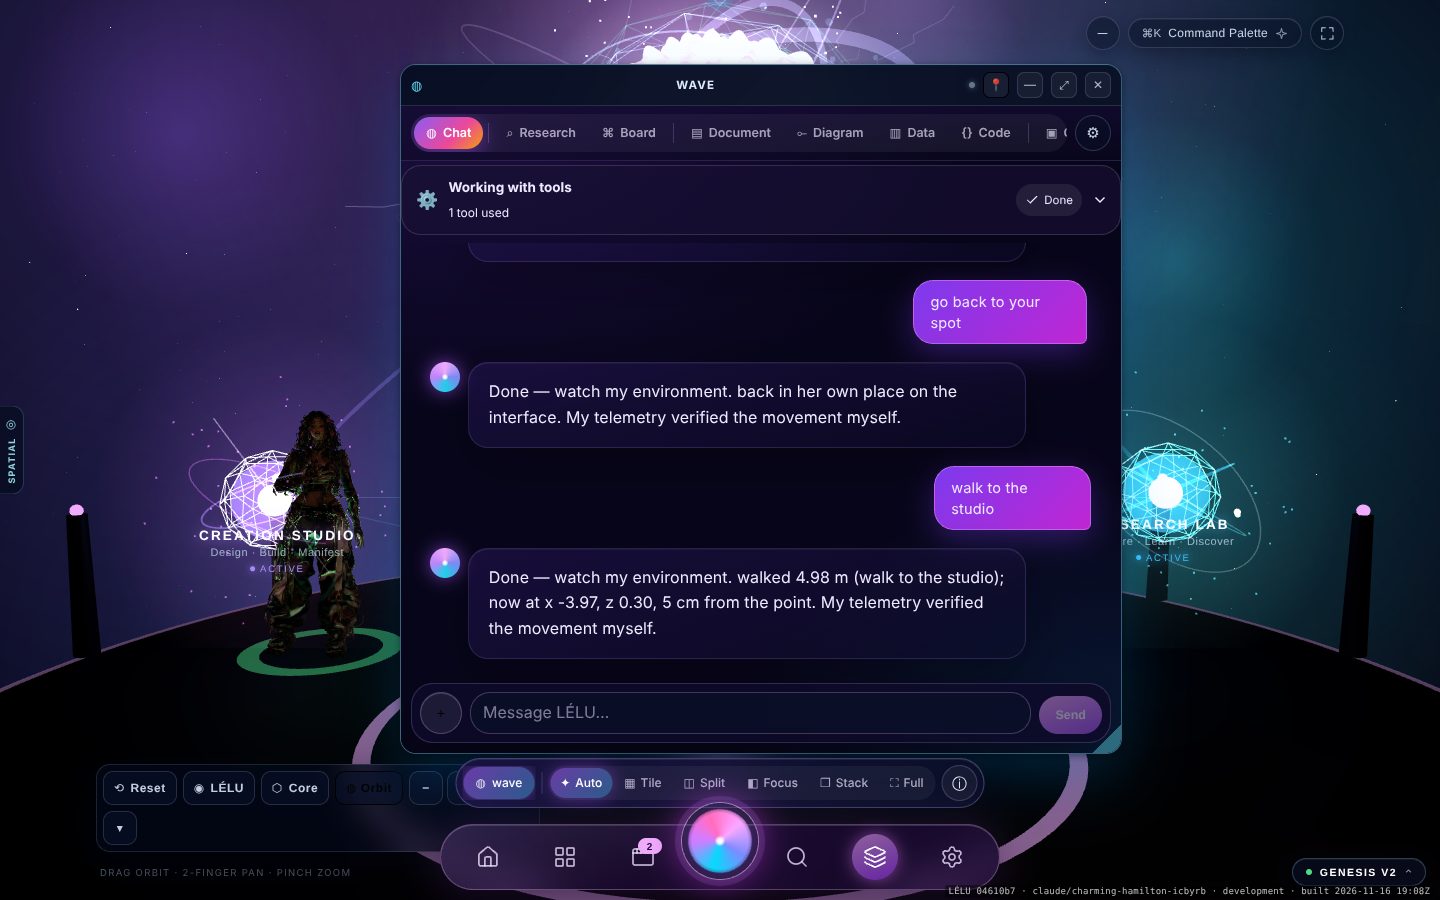 ⌘K Command Palette
WAVE
Chat
Research
Board
Document
Diagram
Data
{} Code
Working with tools
1 tool used
Done
go back to your
spot
Done — watch my environment. back in her own place on the
interface. My telemetry verified the movement myself.
walk to the
studio
Done — watch my environment. walked 4.98 m (walk to the studio);
now at x -3.97, z 0.30, 5 cm from the point. My telemetry verified
the movement myself.
Message LÉLU...
Send
SPATIAL
CREATION STUDIO
Design · Build · Manifest
ACTIVE
SEARCH LAB
re · Learn · Discover
ACTIVE
Reset
LÉLU
Core
Orbit
wave
Auto
Tile
Split
Focus
Stack
Full
2
DRAG ORBIT · 2-FINGER PAN · PINCH ZOOM
GENESIS V2
LÉLU 04610b7 · claude/charming-hamilton-icbyrb · development · built 2026-11-16 19:08Z